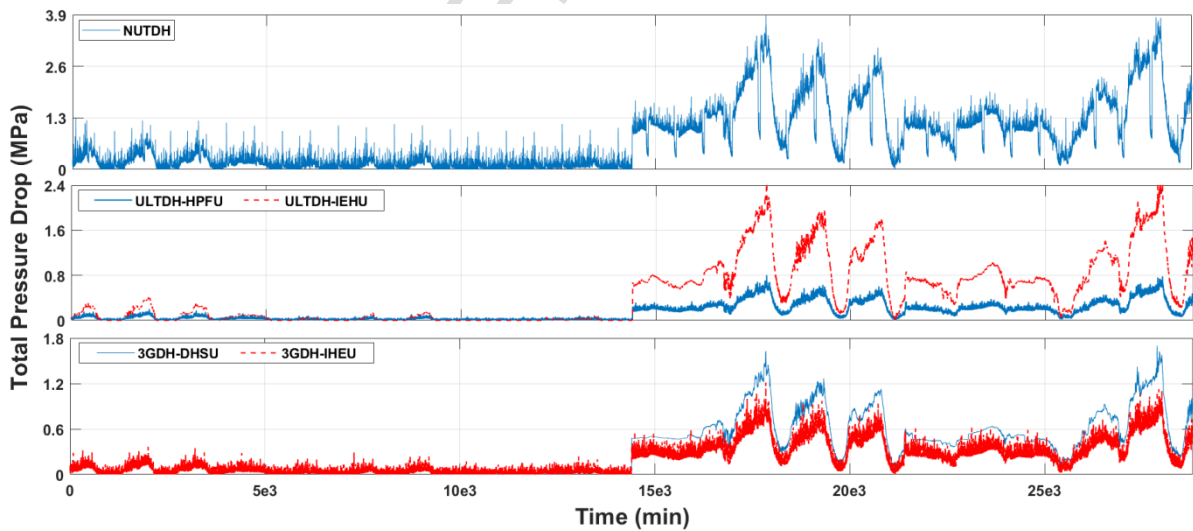 Total Pressure Drop (MPa)
3.9
2.6
1.3
0
NUTDH
2.4
1.6
0.8
0
ULTDH-HPFU ULTDH-IEHU
1.8
1.2
0.6
0
3GDH-DHSU 3GDH-IHEU
0 5e3 10e3 15e3 20e3 25e3
Time (min)